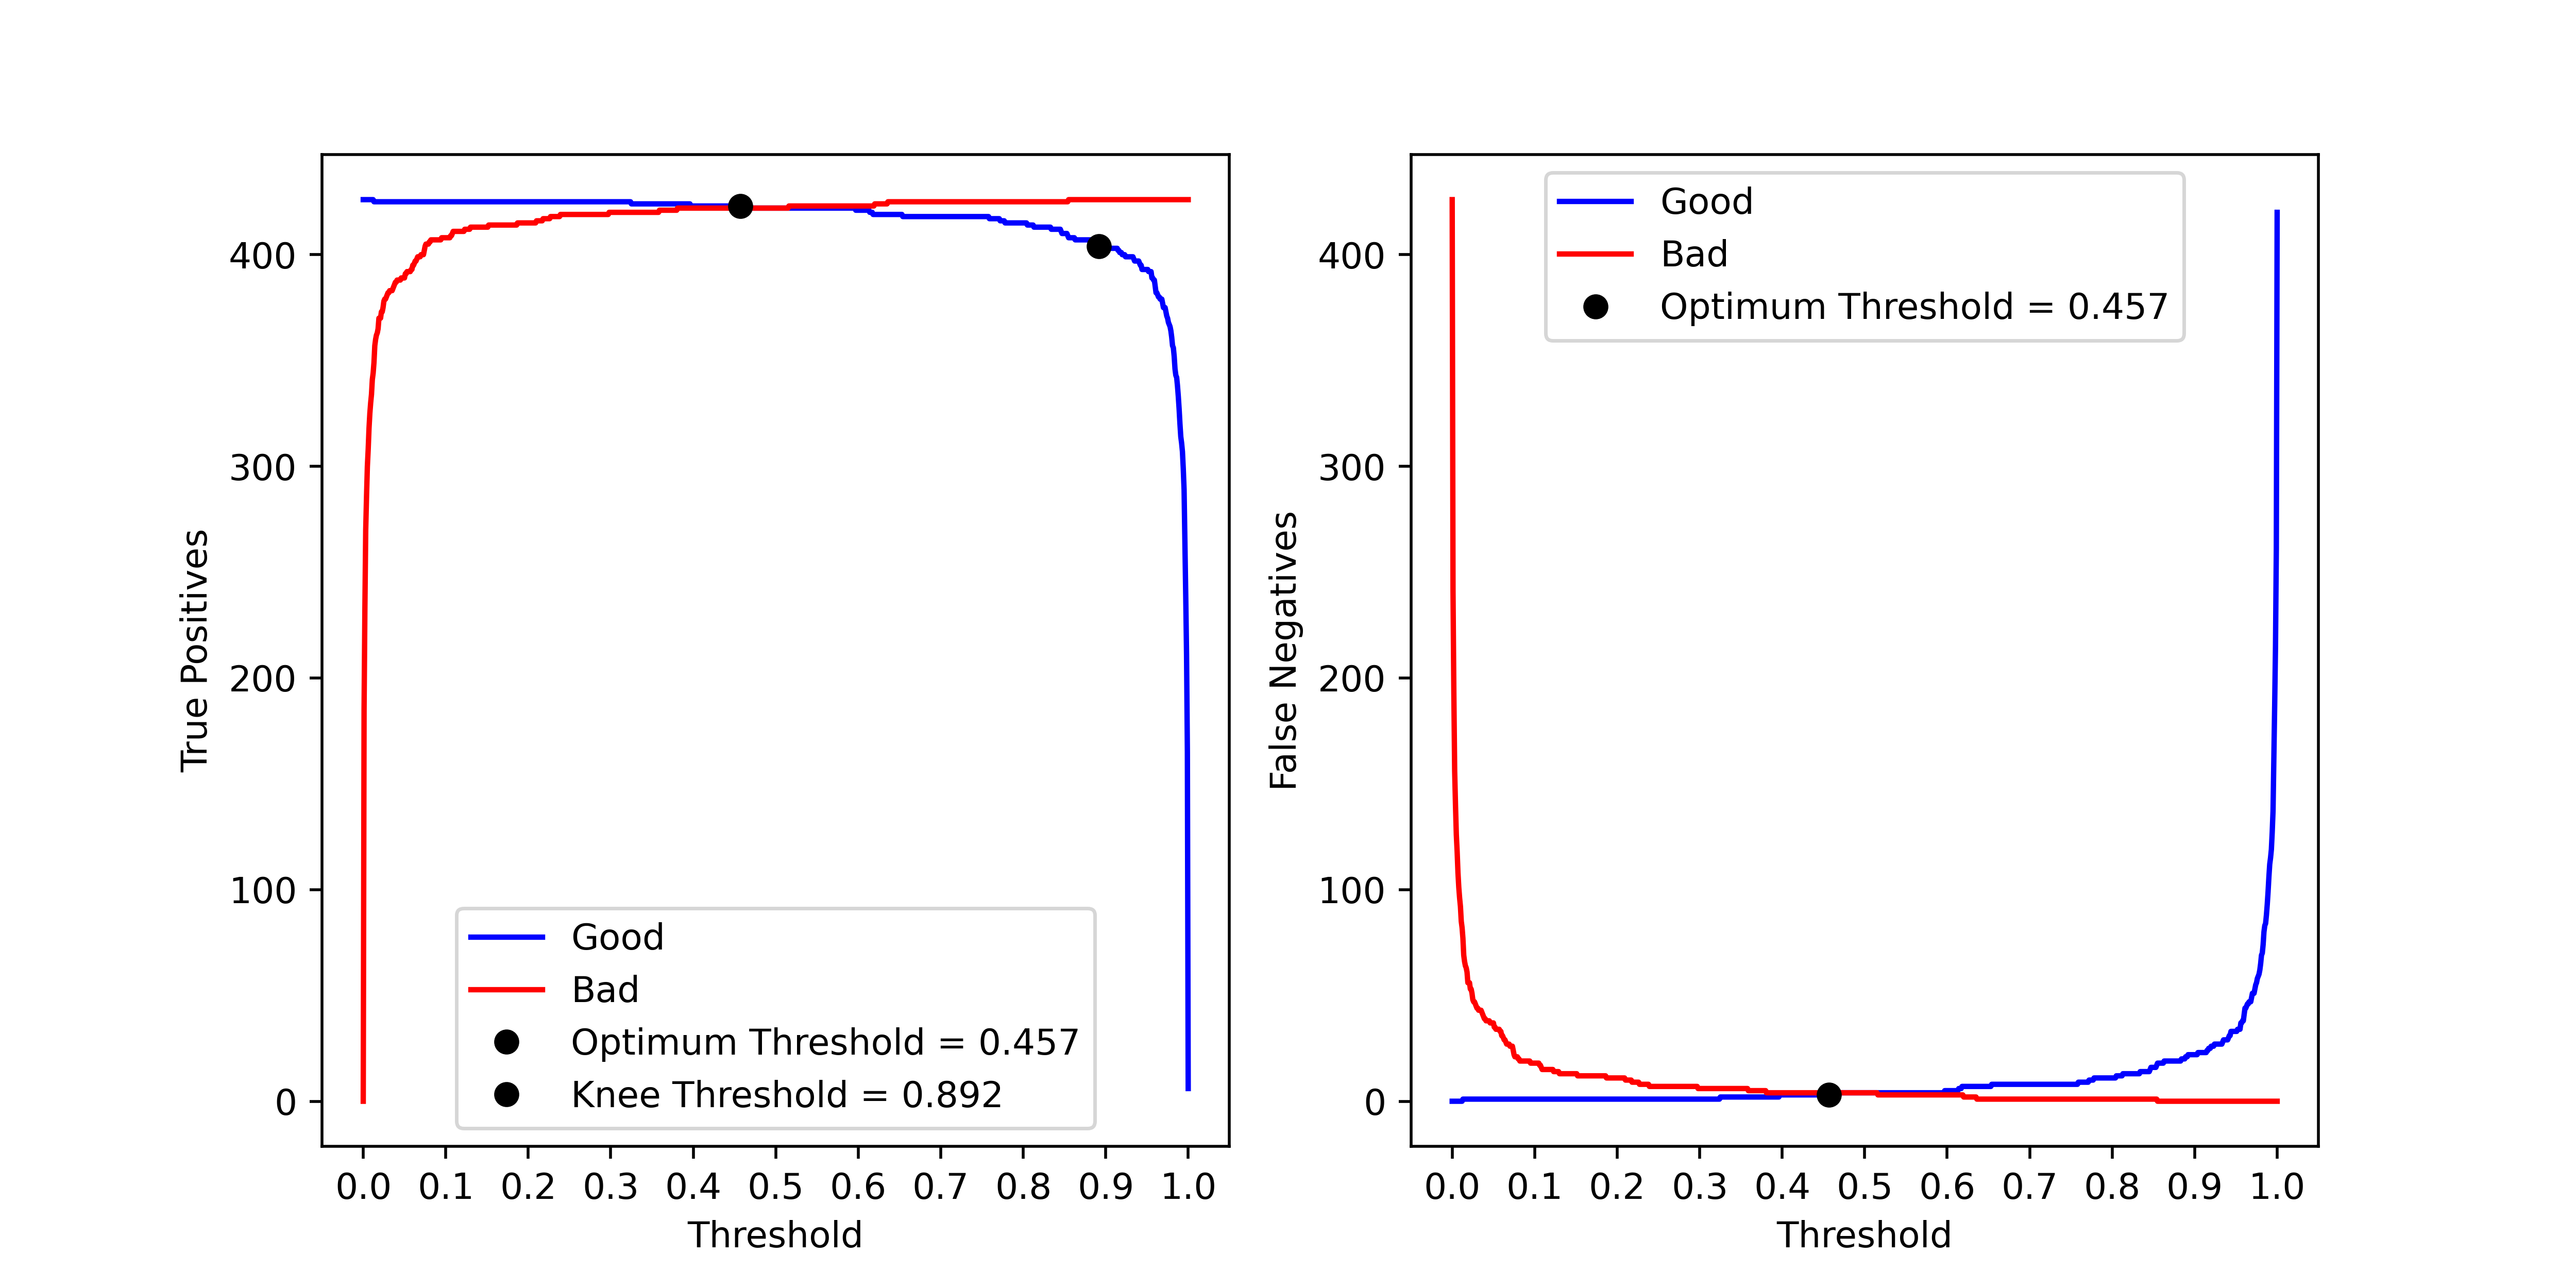 True Positives
400
300
200
100
0
Good
Bad
Optimum Threshold = 0.457
Knee Threshold = 0.892
0.0 0.1 0.2 0.3 0.4 0.5 0.6 0.7 0.8 0.9 1.0
Threshold
False Negatives
400
300
200
100
0
Good
Bad
Optimum Threshold = 0.457
0.0 0.1 0.2 0.3 0.4 0.5 0.6 0.7 0.8 0.9 1.0
Threshold